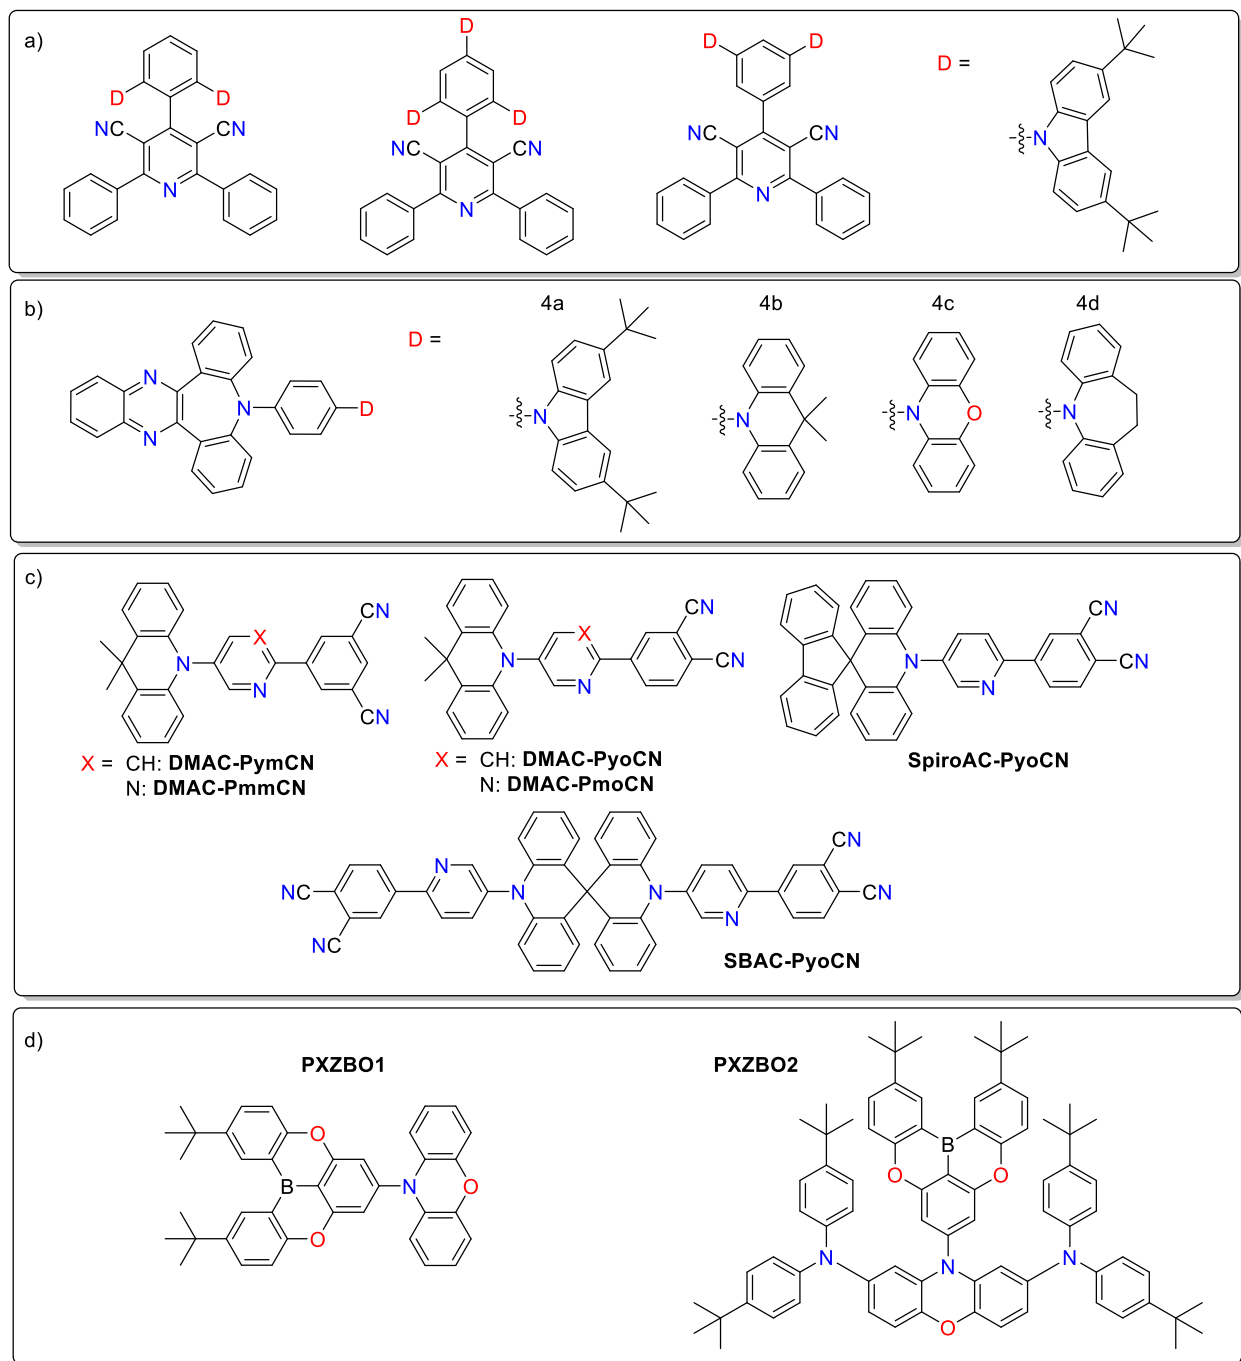 a)
D
D
D
D
D
D
D
D =
NC
CN
NC
CN
NC
CN
N
N
N
N
b)
D =
4a
4b
4c
4d
N
N
N
D
N
N
N
O
N
c)
X
N
N
CN
CN
X
N
N
CN
CN
N
N
CN
CN
X = CH: DMAC-PymCN
N: DMAC-PmmCN
X = CH: DMAC-PyoCN
N: DMAC-PmoCN
SpiroAC-PyoCN
NC
NC
N
N
N
N
CN
CN
SBAC-PyoCN
d)
PXZBO1
PXZBO2
O
B
N
O
O
B
O
O
N
N
N
O